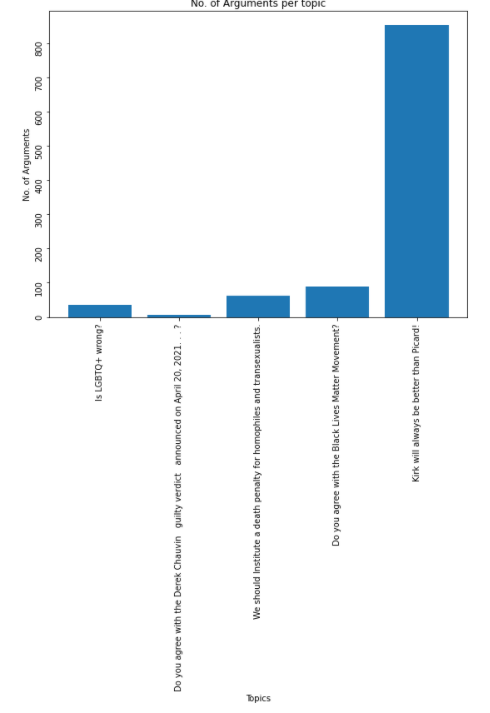 No. of Arguments per topic
No. of Arguments
800
700
600
500
400
300
200
100
0
Is LGBTQ+ wrong?
Do you agree with the Derek Chauvin guilty verdict announced on April 20, 2021. . . ?
We should Institute a death penalty for homophiles and transexualists.
Do you agree with the Black Lives Matter Movement?
Kirk will always be better than Picard!
Topics